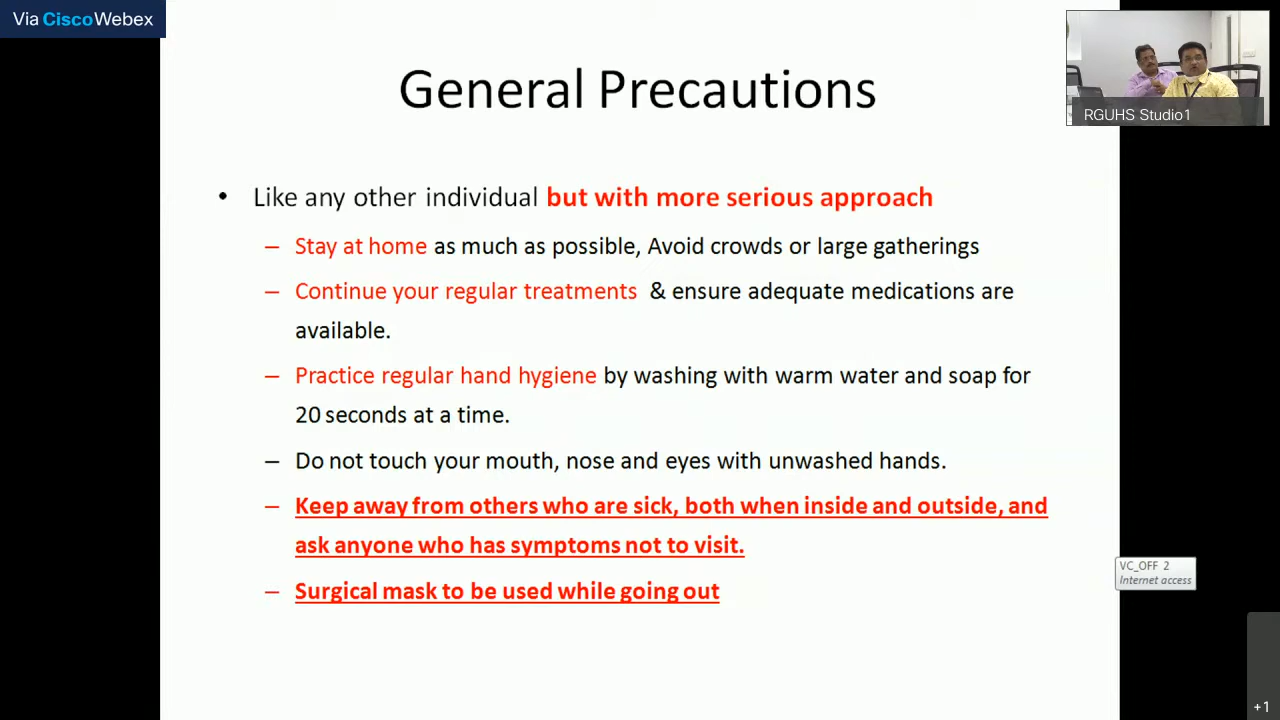 Via CiscoWebex
General Precautions
RGUHS Studio1
• Like any other individual but with more serious approach
– Stay at home as much as possible, Avoid crowds or large gatherings
– Continue your regular treatments & ensure adequate medications are
available.
– Practice regular hand hygiene by washing with warm water and soap for
20 seconds at a time.
– Do not touch your mouth, nose and eyes with unwashed hands.
– Keep away from others who are sick, both when inside and outside, and
ask anyone who has symptoms not to visit.
– Surgical mask to be used while going out
VC_OFF 2
Internet access
+1